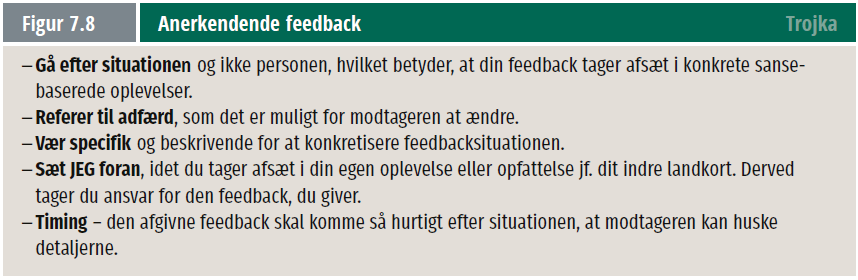 Figur 7.8 Anerkendende feedback Trojka
– Gå efter situationen og ikke personen, hvilket betyder, at din feedback tager afsæt i konkrete sanse-
baserede oplevelser.
– Referer til adfærd, som det er muligt for modtageren at ændre.
– Vær specifik og beskrivende for at konkretisere feedbacksituationen.
– Sæt JEG foran, idet du tager afsæt i din egen oplevelse eller opfattelse jf. dit indre landkort. Derved
tager du ansvar for den feedback, du giver.
– Timing – den afgivne feedback skal komme så hurtigt efter situationen, at modtageren kan huske
detaljerne.